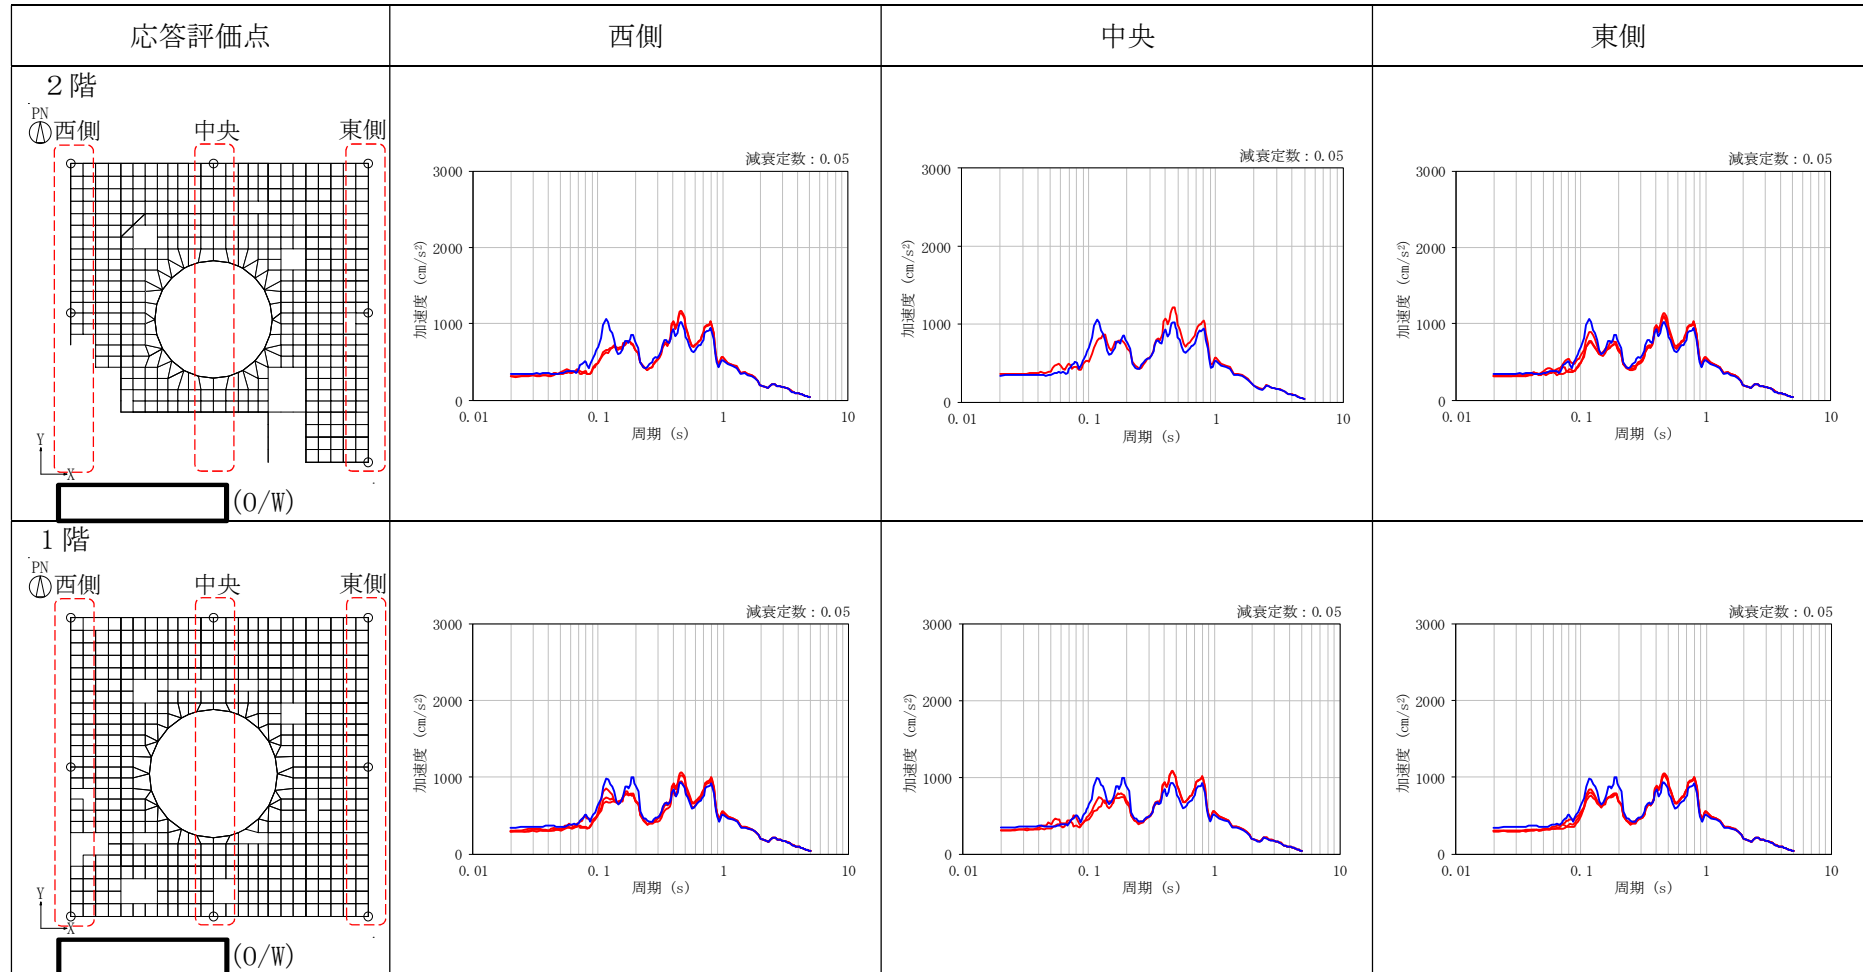 応答評価点 西側 中央 東側
２階
PN
西側 中央 東側
Y
X
(O/W)
減衰定数：0.05
3000
2000
1000
0
加速度 (cm/s²)
0.01 0.1 1 10
周期 (s)
減衰定数：0.05
3000
2000
1000
0
加速度 (cm/s²)
0.01 0.1 1 10
周期 (s)
減衰定数：0.05
3000
2000
1000
0
加速度 (cm/s²)
0.01 0.1 1 10
周期 (s)
１階
PN
西側 中央 東側
Y
X
(O/W)
減衰定数：0.05
3000
2000
1000
0
加速度 (cm/s²)
0.01 0.1 1 10
周期 (s)
減衰定数：0.05
3000
2000
1000
0
加速度 (cm/s²)
0.01 0.1 1 10
周期 (s)
減衰定数：0.05
3000
2000
1000
0
加速度 (cm/s²)
0.01 0.1 1 10
周期 (s)